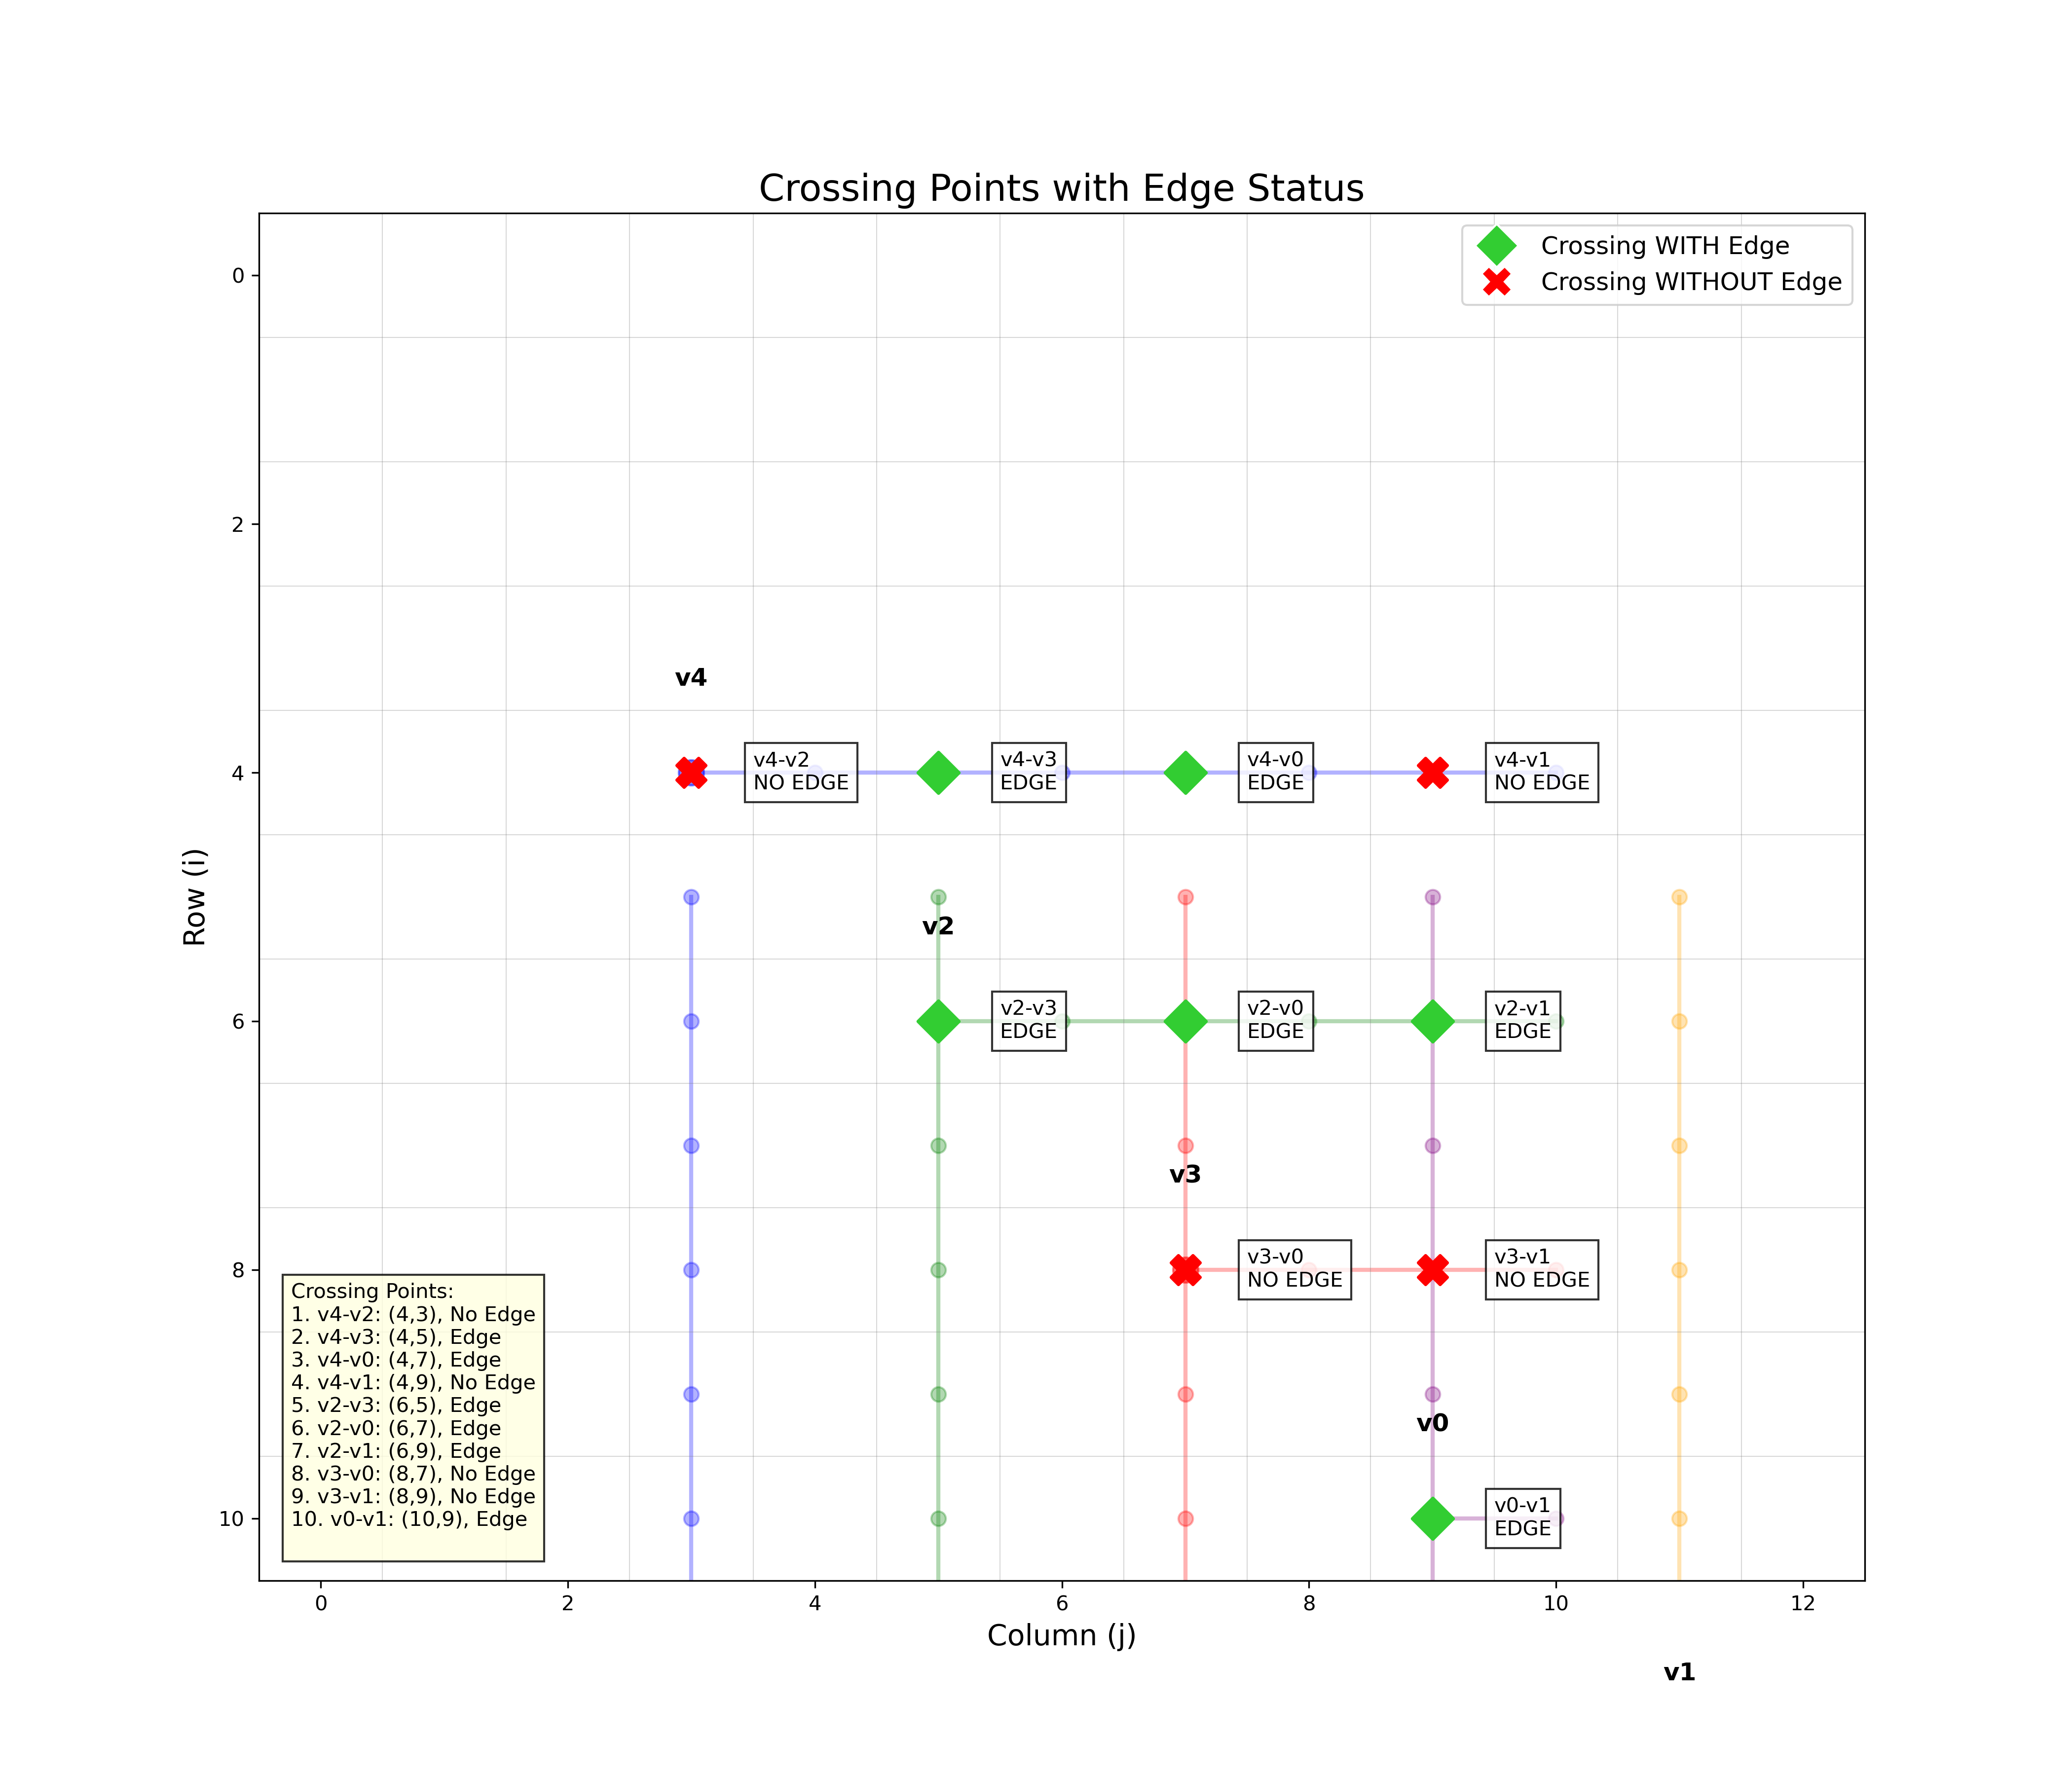 Crossing Points with Edge Status
Crossing WITH Edge
Crossing WITHOUT Edge
0
2
4
6
8
10
Row (i)
v4
v4-v2
NO EDGE
v4-v3
EDGE
v4-v0
EDGE
v4-v1
NO EDGE
v2
v2-v3
EDGE
v2-v0
EDGE
v2-v1
EDGE
v3
v3-v0
NO EDGE
v3-v1
NO EDGE
v0
v0-v1
EDGE
Crossing Points:
1. v4-v2: (4,3), No Edge
2. v4-v3: (4,5), Edge
3. v4-v0: (4,7), Edge
4. v4-v1: (4,9), No Edge
5. v2-v3: (6,5), Edge
6. v2-v0: (6,7), Edge
7. v2-v1: (6,9), Edge
8. v3-v0: (8,7), No Edge
9. v3-v1: (8,9), No Edge
10. v0-v1: (10,9), Edge
0
2
4
6
8
10
12
Column (j)
v1